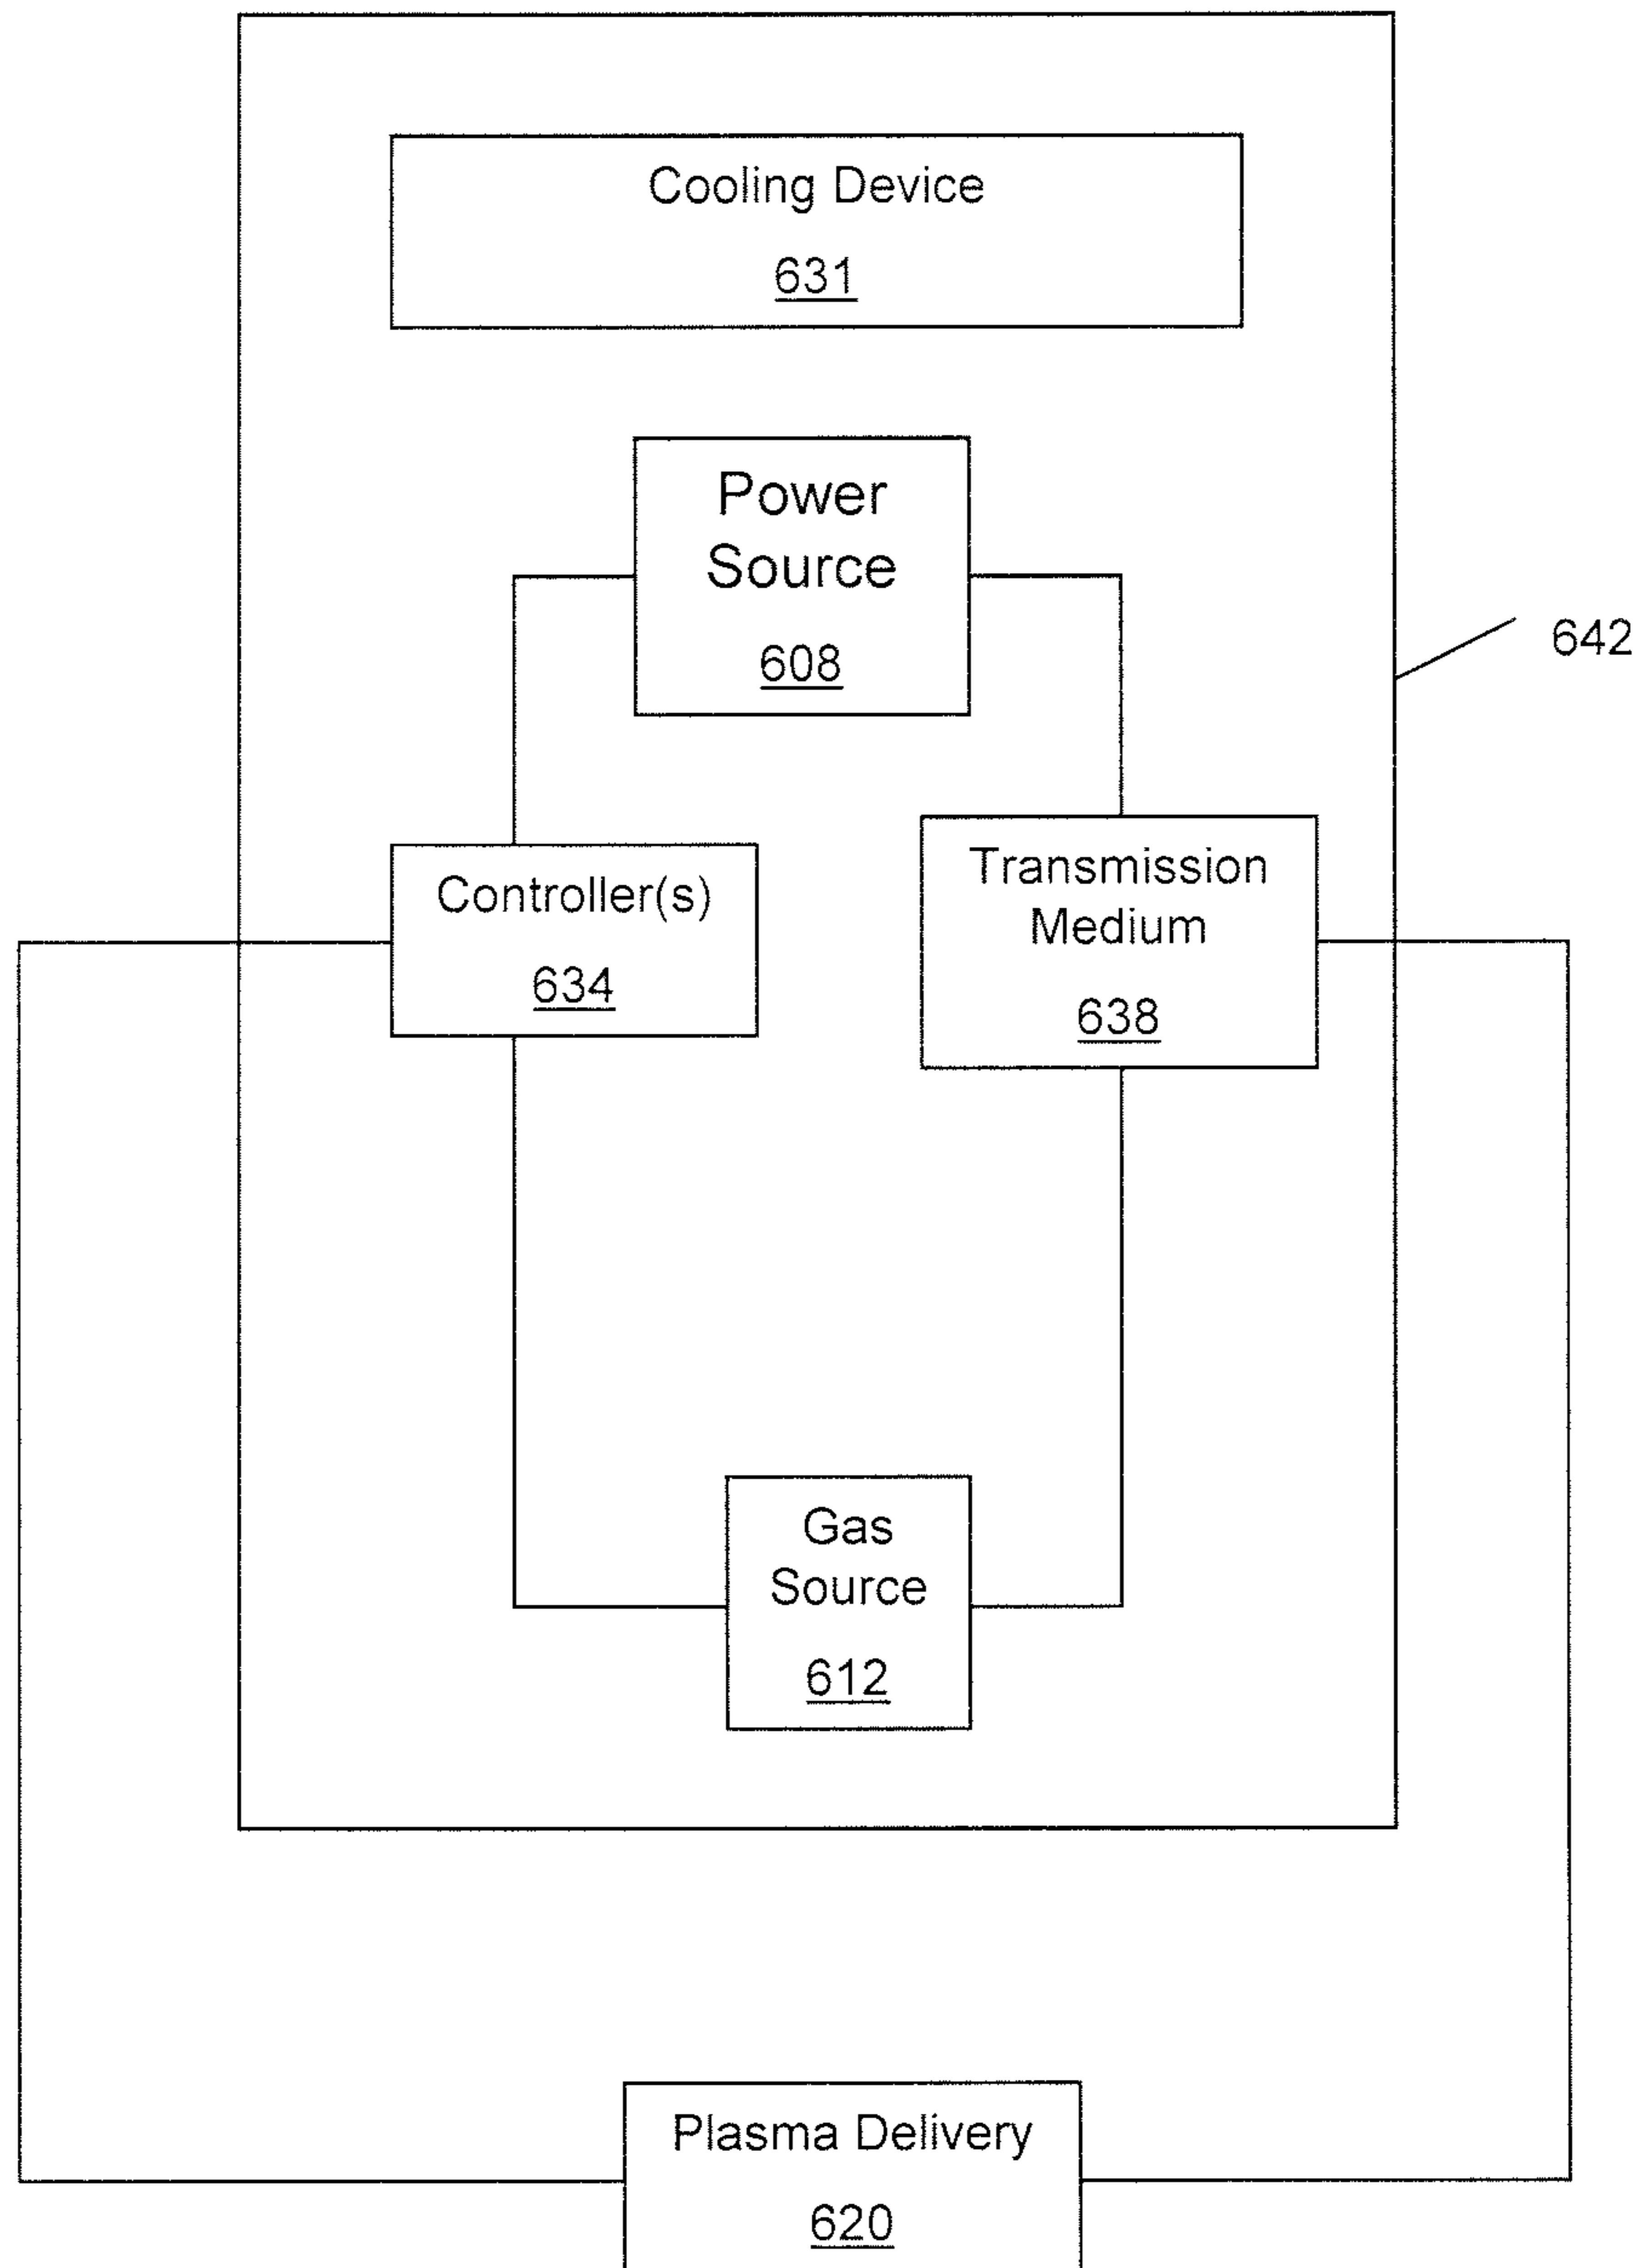 Cooling Device
631
Power
Source
608
642
Controller(s)
634
Transmission
Medium
638
Gas
Source
612
Plasma Delivery
620